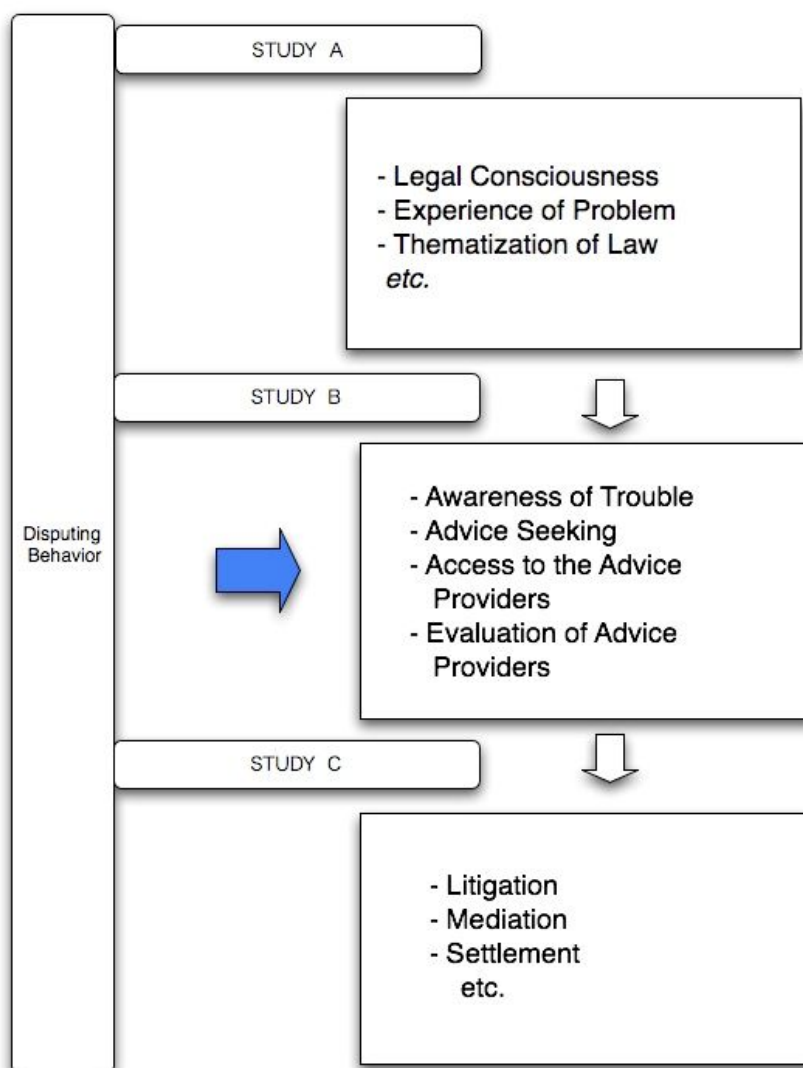 STUDY A
- Legal Consciousness
- Experience of Problem
- Thematization of Law
etc.
STUDY B
Disputing
Behavior
- Awareness of Trouble
- Advice Seeking
- Access to the Advice
Providers
- Evaluation of Advice
Providers
STUDY C
- Litigation
- Mediation
- Settlement
etc.